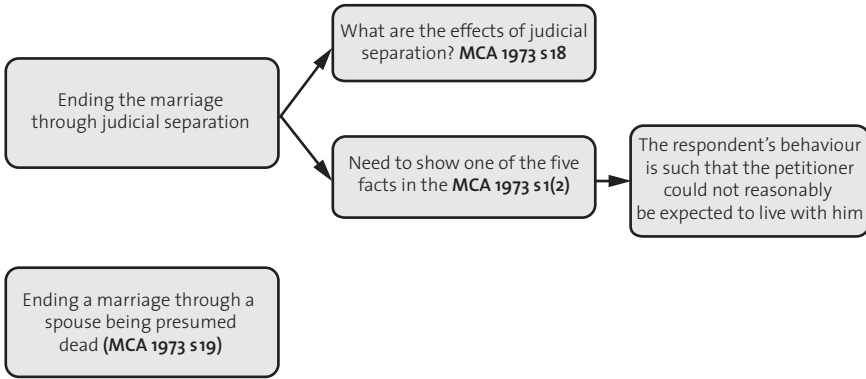 What are the effects of judicial
separation? MCA 1973 s18
Ending the marriage
through judicial separation
Need to show one of the five
facts in the MCA 1973 s1(2)
The respondent’s behaviour
is such that the petitioner
could not reasonably
be expected to live with him
Ending a marriage through a
spouse being presumed
dead (MCA 1973 s19)